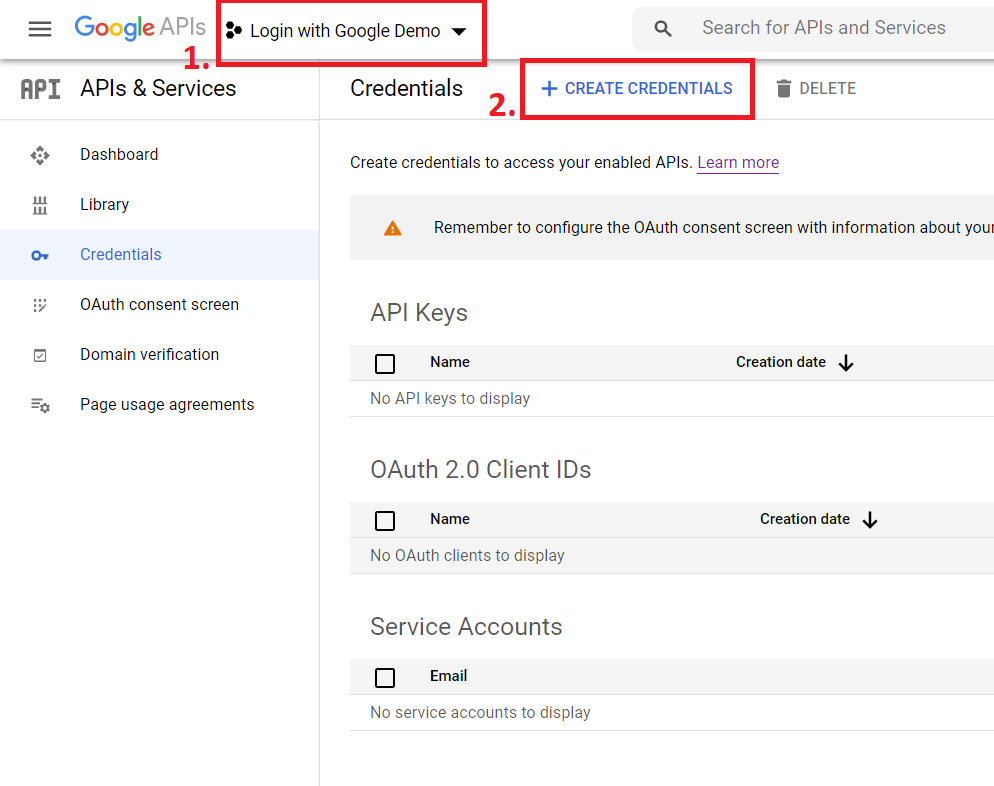 Google APIs
Login with Google Demo
Search for APIs and Services
1.
API
APIs & Services
Credentials
2.
CREATE CREDENTIALS
DELETE
Dashboard
Library
Credentials
OAuth consent screen
Domain verification
Page usage agreements
Create credentials to access your enabled APIs. Learn more
Remember to configure the OAuth consent screen with information about your
API Keys
Name Creation date
No API keys to display
OAuth 2.0 Client IDs
Name Creation date
No OAuth clients to display
Service Accounts
Email
No service accounts to display